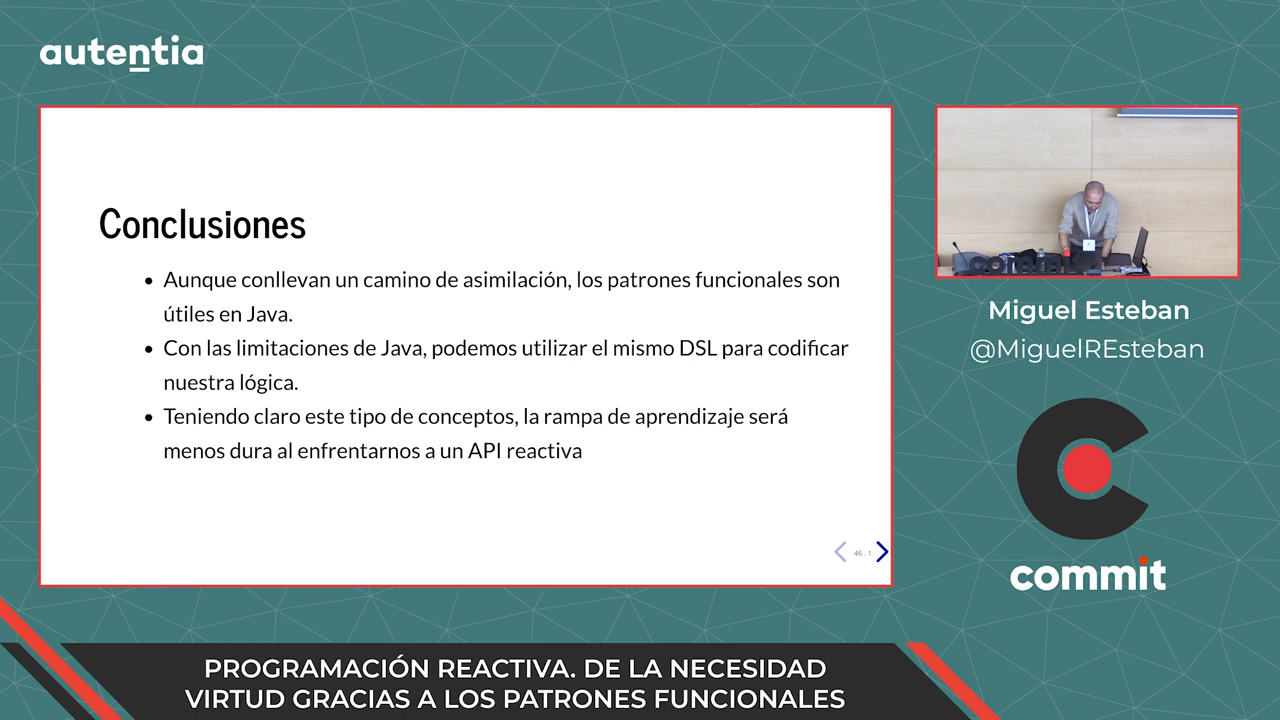 autentia
Conclusiones
• Aunque conllevan un camino de asimilación, los patrones funcionales son
útiles en Java.
• Con las limitaciones de Java, podemos utilizar el mismo DSL para codificar
nuestra lógica.
• Teniendo claro este tipo de conceptos, la rampa de aprendizaje será
menos dura al enfrentarnos a un API reactiva
46 . 1
Miguel Esteban
@MiguelREsteban
commit
PROGRAMACIÓN REACTIVA. DE LA NECESIDAD
VIRTUD GRACIAS A LOS PATRONES FUNCIONALES